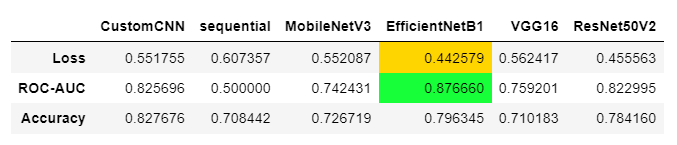 CustomCNN sequential MobileNetV3 EfficientNetB1 VGG16 ResNet50V2
Loss 0.551755 0.607357 0.552087 0.442579 0.562417 0.455563
ROC-AUC 0.825696 0.500000 0.742431 0.876660 0.759201 0.822995
Accuracy 0.827676 0.708442 0.726719 0.796345 0.710183 0.784160